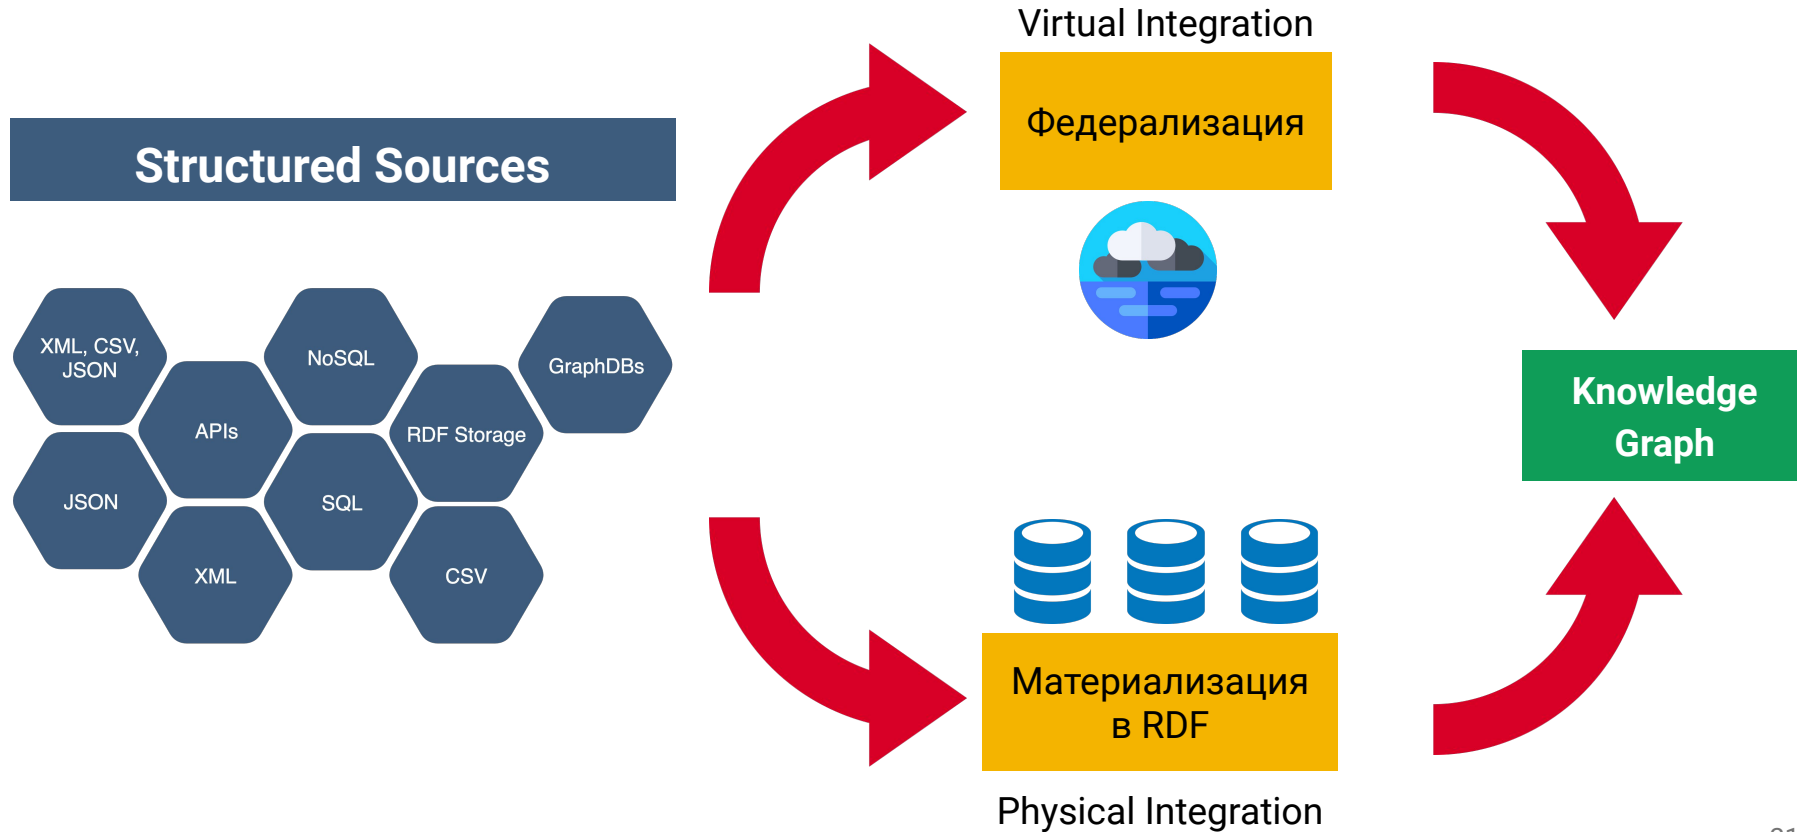 Virtual Integration
Федерализация
Structured Sources
XML, CSV,
JSON
NoSQL
GraphDBs
APIs
RDF Storage
JSON
SQL
XML
CSV
Knowledge
Graph
Материализация
в RDF
Physical Integration